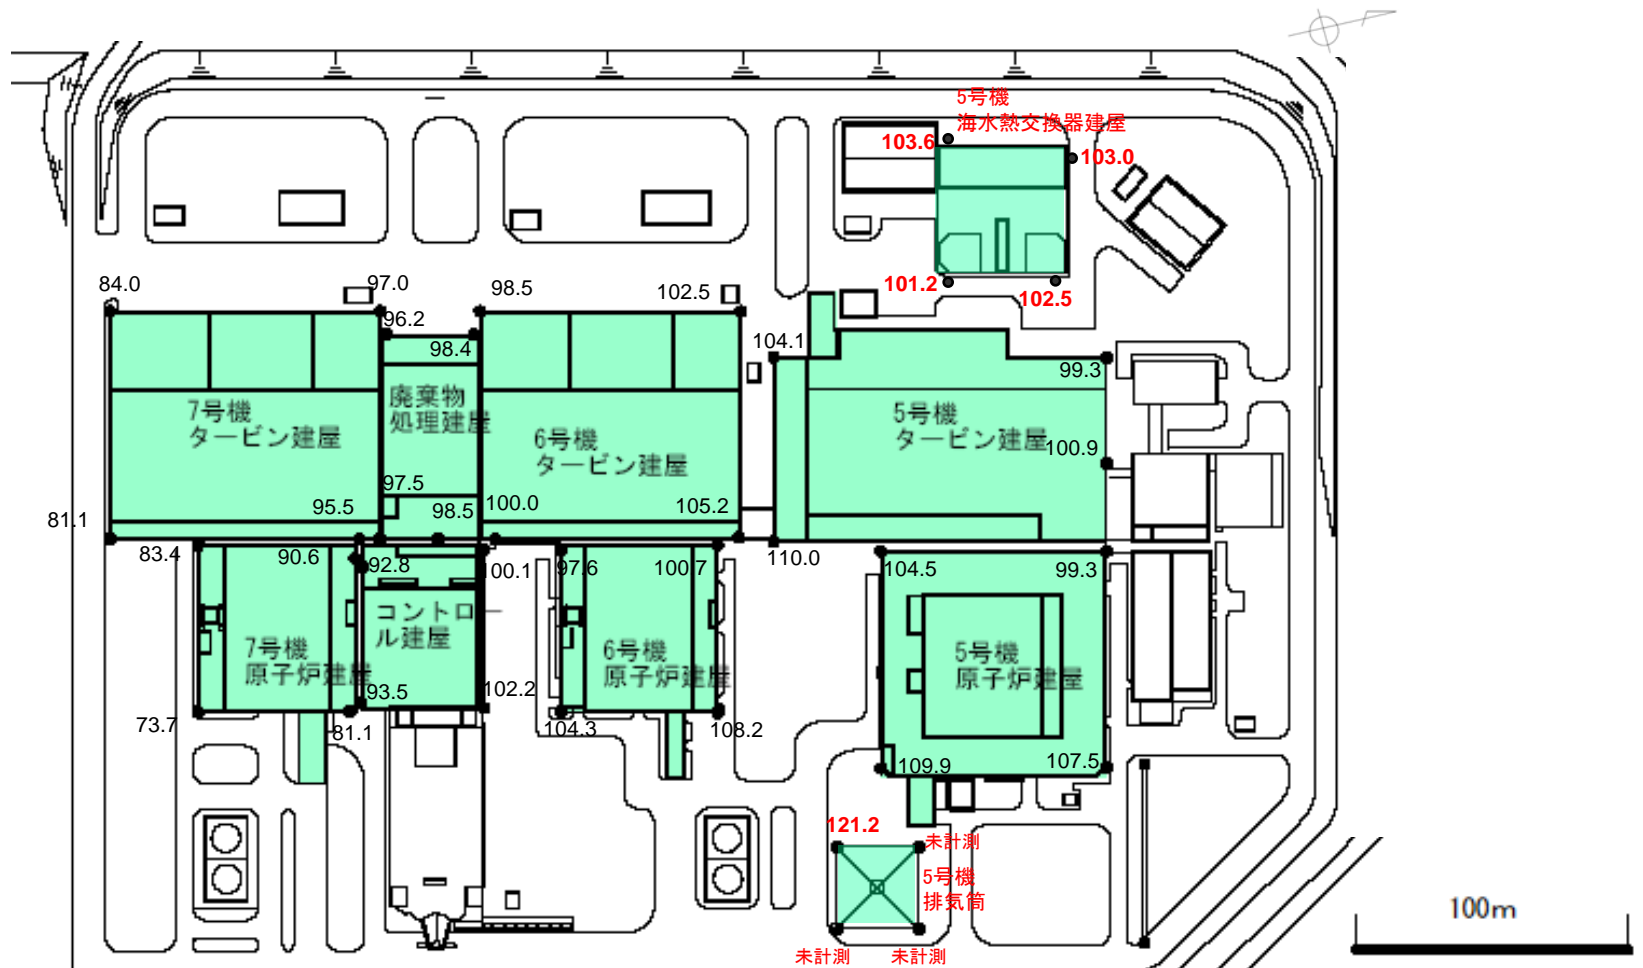 5号機
海水熱交換器建屋
103.6
103.0
101.2
102.5
84.0
97.0
98.5
102.5
96.2
98.4
104.1
99.3
廃棄物
処理建屋
7号機
タービン建屋
6号機
タービン建屋
5号機
タービン建屋
100.9
97.5
95.5
98.5
100.0
105.2
81.1
83.4
90.6
92.8
100.1
97.6
100.7
110.0
104.5
99.3
コントロ
ール建屋
7号機
原子炉建屋
6号機
原子炉建屋
5号機
原子炉建屋
93.5
102.2
73.7
81.1
104.3
108.2
109.9
107.5
121.2
未計測
5号機
排気筒
未計測
未計測
100m